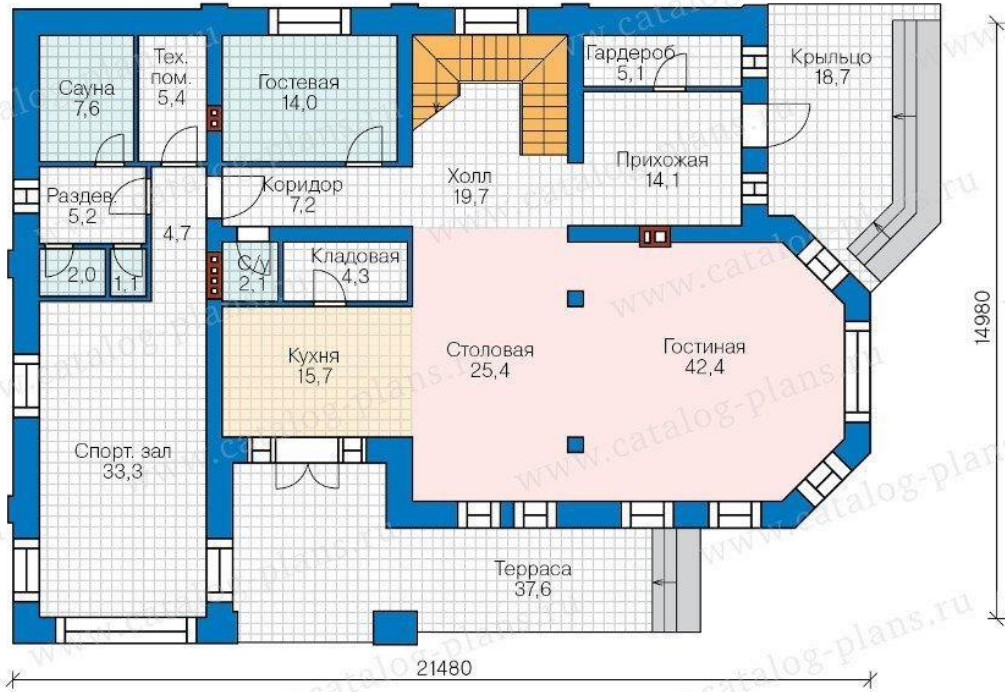 Сауна
7,6
Тех.
пом.
5,4
Гостевая
14,0
Гардероб
5,1
Крыльцо
18,7
Раздев.
5,2
4,7
Коридор
7,2
Холл
19,7
Прихожая
14,1
2,0
1,1
С/у
2,1
Кладовая
4,3
Кухня
15,7
Столовая
25,4
Гостиная
42,4
Спорт. зал
33,3
Терраса
37,6
14980
21480
www.catalog-plans.ru